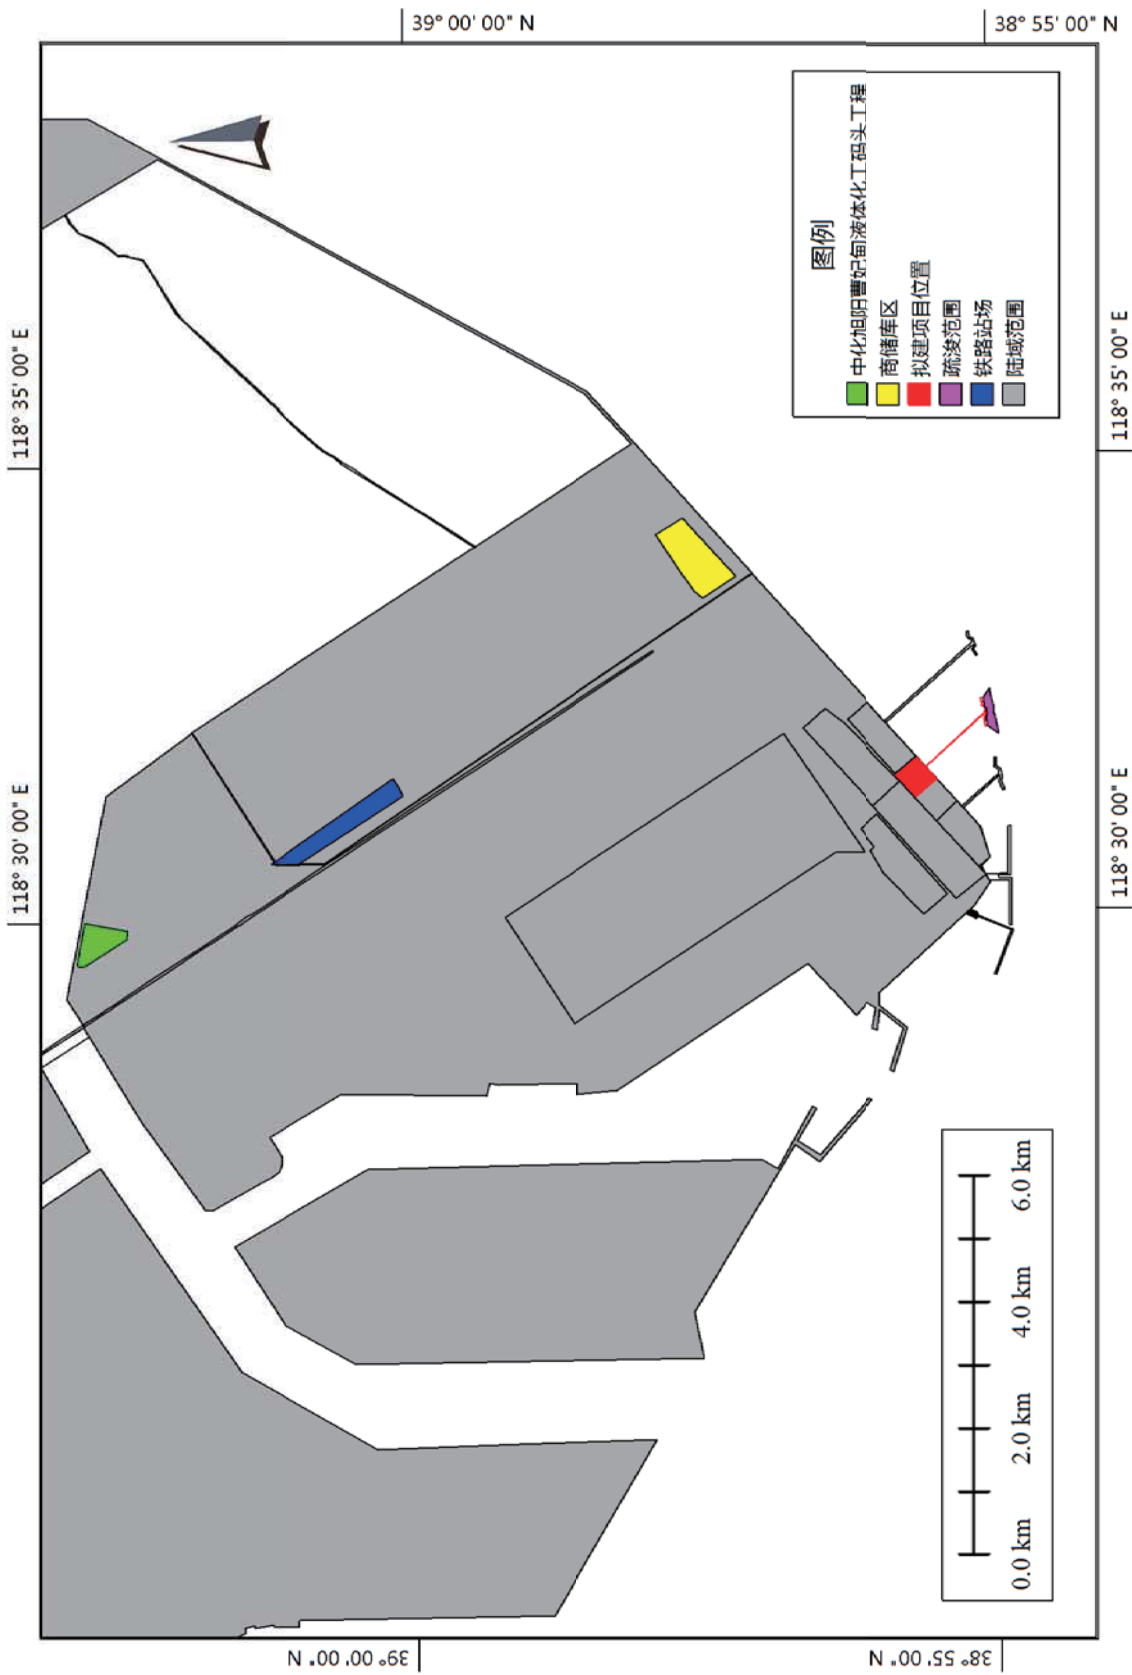 39° 00' 00" N
38° 55' 00" N
118° 35' 00" E
118° 30' 00" E
图例
中化旭阳曹妃甸液体化工码头工程
商储库区
拟建项目位置
疏浚范围
铁路站场
陆域范围
118° 35' 00" E
118° 30' 00" E
0.0 km 2.0 km 4.0 km 6.0 km
39° 00' 00" N
38° 55' 00" N